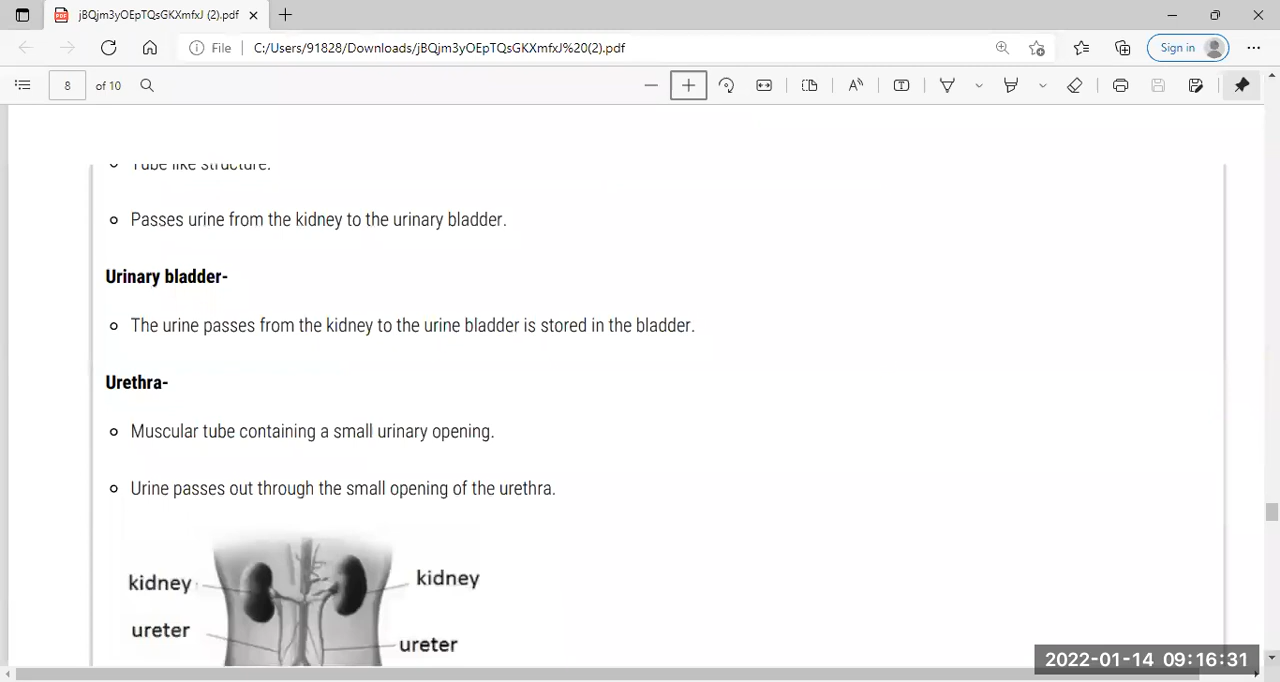 jBQjm3yOEpTQsGKXmfxJ (2).pdf
File
C:/Users/91828/Downloads/jBQjm3yOEpTQsGKXmfxJ%20(2).pdf
Sign in
8 of 10
Tube like structure.
Passes urine from the kidney to the urinary bladder.
Urinary bladder-
The urine passes from the kidney to the urine bladder is stored in the bladder.
Urethra-
Muscular tube containing a small urinary opening.
Urine passes out through the small opening of the urethra.
kidney
kidney
ureter
ureter
2022-01-14 09:16:31